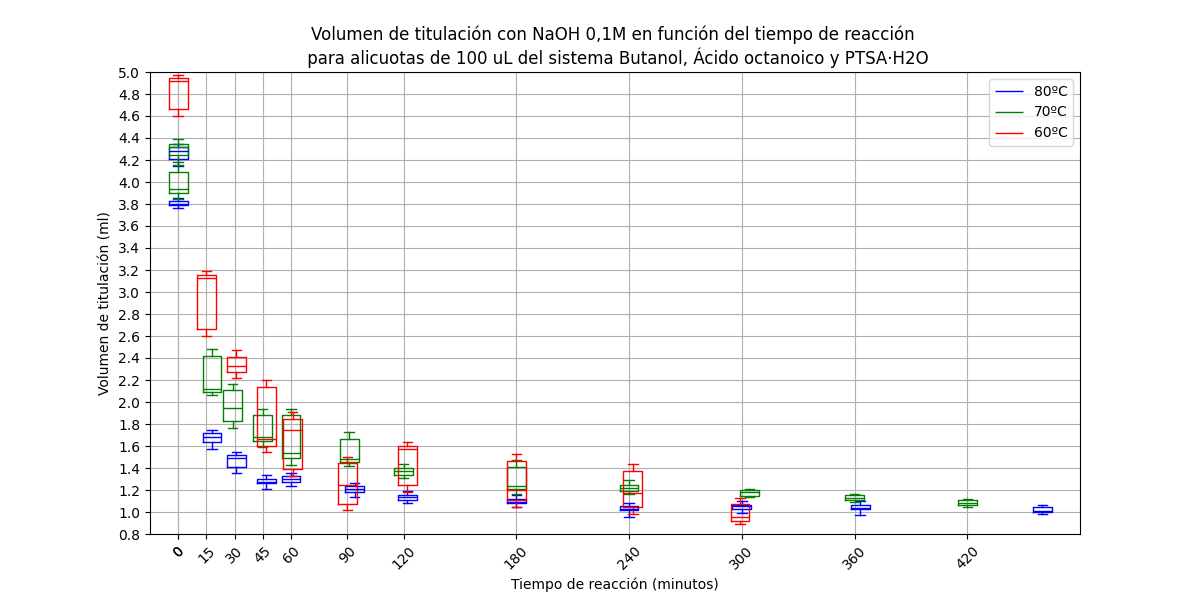 Volumen de titulación con NaOH 0,1M en función del tiempo de reacción
para alicuotas de 100 uL del sistema Butanol, Ácido octanoico y PTSA·H2O
80ºC
70ºC
60ºC
Volumen de titulación (ml)
5.0
4.8
4.6
4.4
4.2
4.0
3.8
3.6
3.4
3.2
3.0
2.8
2.6
2.4
2.2
2.0
1.8
1.6
1.4
1.2
1.0
0.8
0 15 30 45 60 90 120 180 240 300 360 420
Tiempo de reacción (minutos)